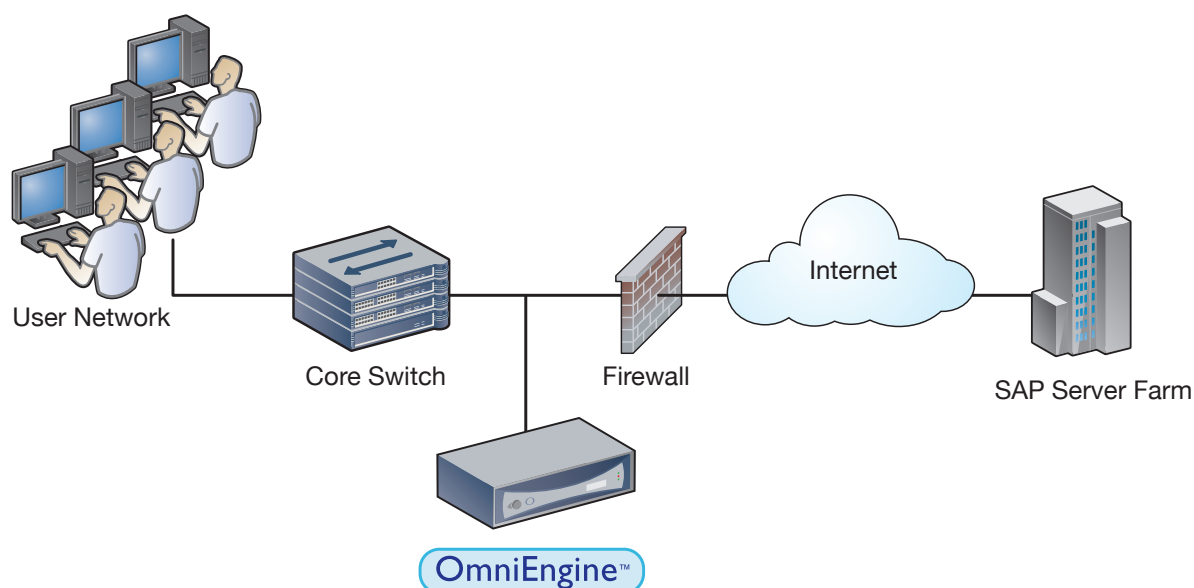 User Network
Core Switch
Firewall
Internet
SAP Server Farm
OmniEngine™